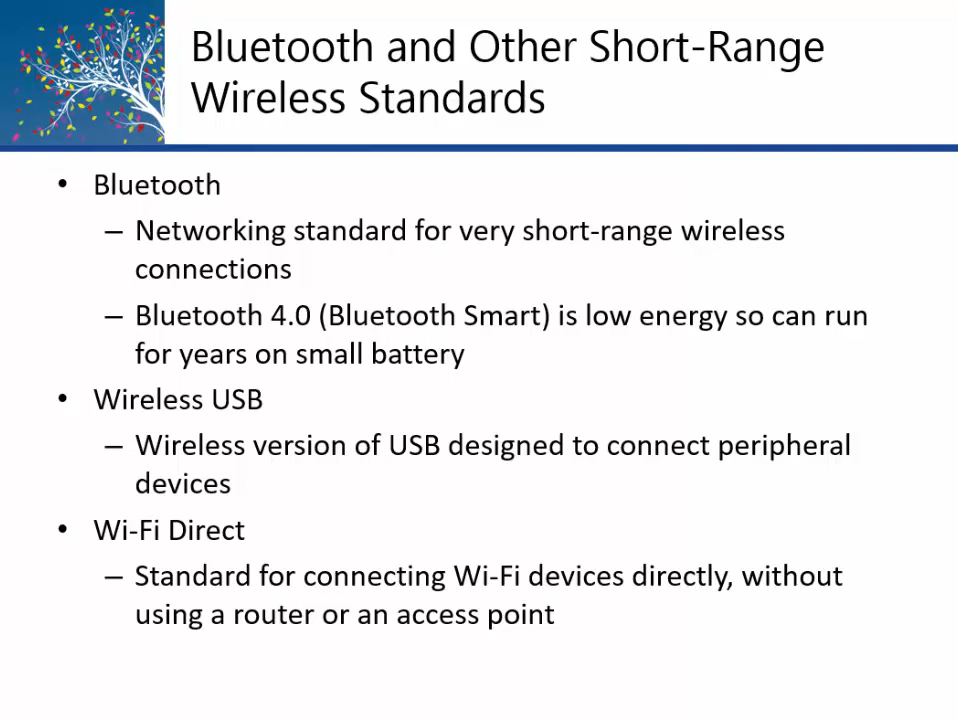 Bluetooth and Other Short-Range
Wireless Standards
• Bluetooth
– Networking standard for very short-range wireless
connections
– Bluetooth 4.0 (Bluetooth Smart) is low energy so can run
for years on small battery
• Wireless USB
– Wireless version of USB designed to connect peripheral
devices
• Wi-Fi Direct
– Standard for connecting Wi-Fi devices directly, without
using a router or an access point